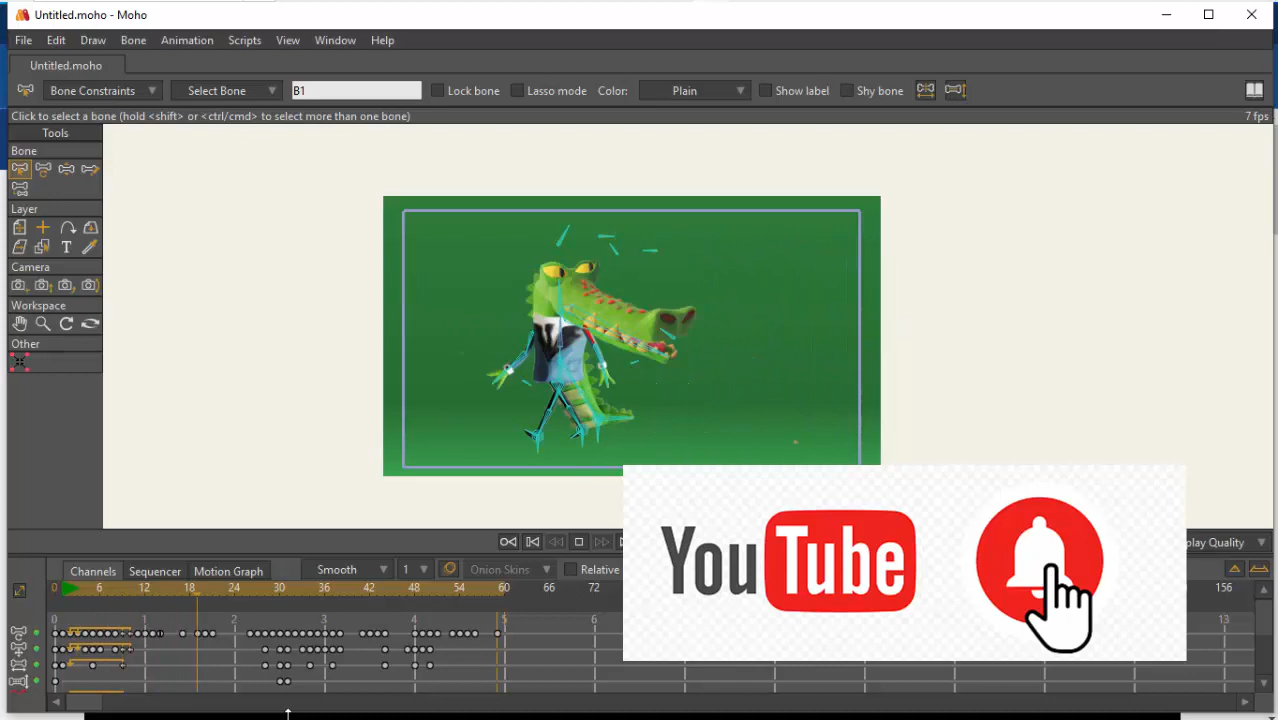 Untitled.moho - Moho
File Edit Draw Bone Animation Scripts View Window Help
Untitled.moho
Bone Constraints Select Bone B1 Lock bone Lasso mode Color: Plain Show label Shy bone
Click to select a bone (hold <shift> or <ctrl/cmd> to select more than one bone) 7 fps
Tools
Bone
Layer
T
Camera
Workspace
Other
play Quality
Channels Sequencer Motion Graph Smooth 1 Onion Skins Relative
0 6 12 18 24 30 36 42 48 54 60 66 72 156
0 1 2 3 4 5 6 13
YouTube